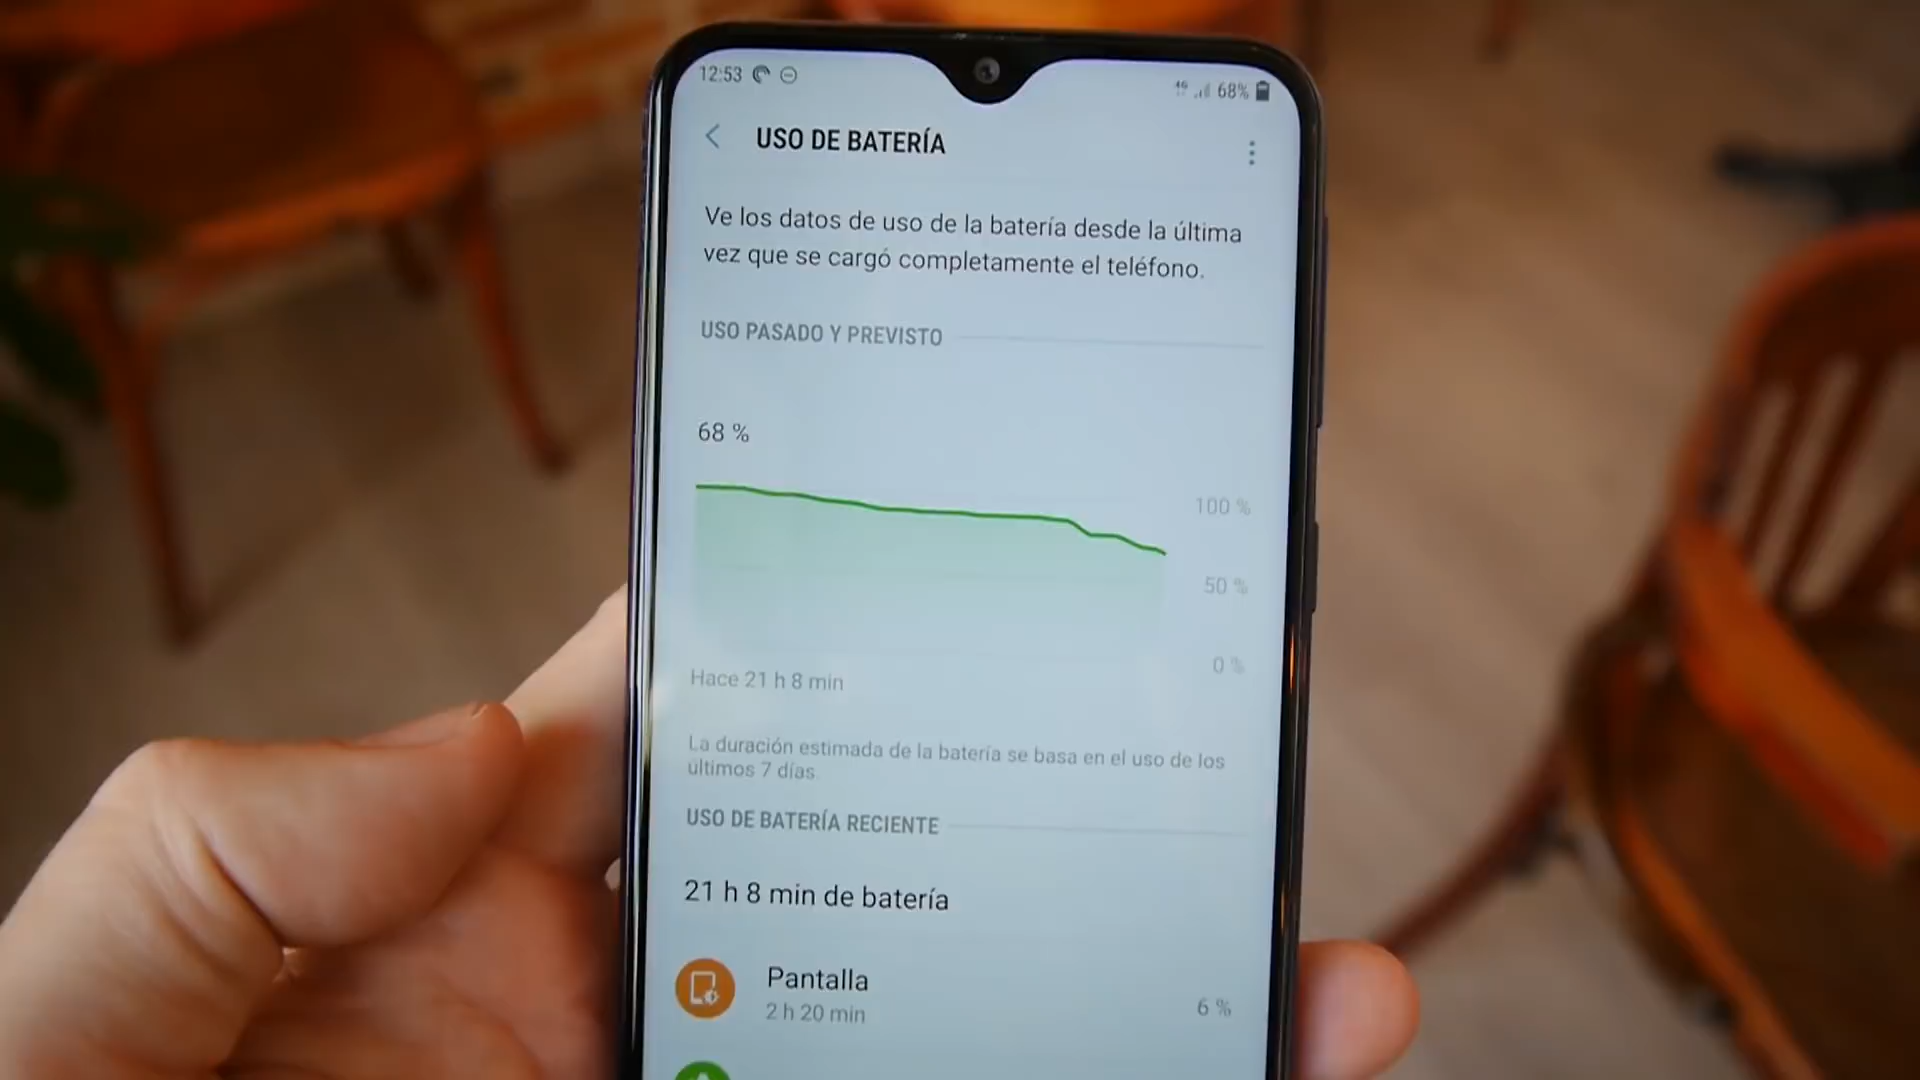 12:53
4G 68%
USO DE BATERÍA
Ve los datos de uso de la batería desde la última
vez que se cargó completamente el teléfono.
USO PASADO Y PREVISTO
68 %
100 %
50 %
0 %
Hace 21 h 8 min
La duración estimada de la batería se basa en el uso de los
últimos 7 días.
USO DE BATERÍA RECIENTE
21 h 8 min de batería
Pantalla
2 h 20 min
6 %